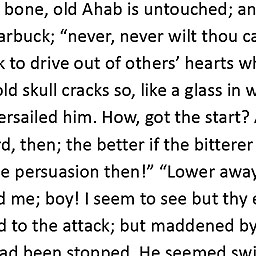 bone, old Ahab is untouched; an
arbuck; “never, never wilt thou ca
k to drive out of others’ hearts wh
old skull cracks so, like a glass in w
ersailed him. How, got the start?
rd, then; the better if the bitterer
e persuasion then!” “Lower away
d me; boy! I seem to see but thy e
d to the attack; but maddened by
ad been stopped. He seemed swi